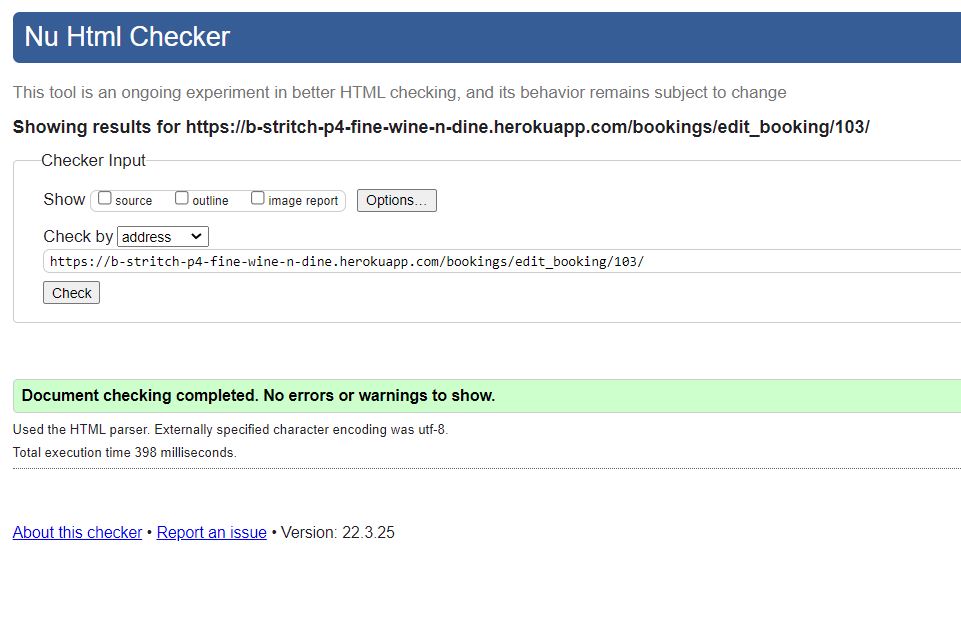 Nu Html Checker
This tool is an ongoing experiment in better HTML checking, and its behavior remains subject to change
Showing results for https://b-stritch-p4-fine-wine-n-dine.herokuapp.com/bookings/edit_booking/103/
Checker Input
Show source outline image report Options...
Check by address
https://b-stritch-p4-fine-wine-n-dine.herokuapp.com/bookings/edit_booking/103/
Check
Document checking completed. No errors or warnings to show.
Used the HTML parser. Externally specified character encoding was utf-8.
Total execution time 398 milliseconds.
About this checker • Report an issue • Version: 22.3.25